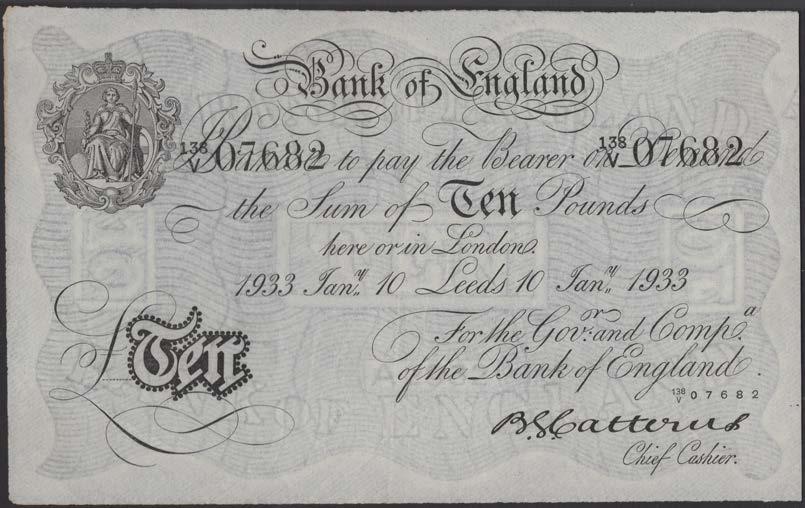 Bank of England
138/V 07682 to pay the Bearer on Demand 138/V 07682
the Sum of Ten Pounds
here or in London.
1933 Janʸ 10 Leeds 10 Janʸ 1933
For the Govʳ: and Compᵃ.
of the Bank of England.
£ Ten
138/V 07682
B.G. Catterns
Chief Cashier.